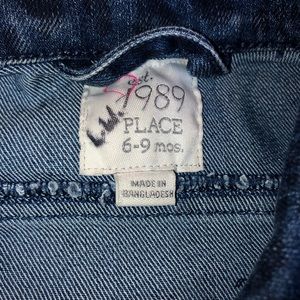 est.
1989
PLACE
6-9 mos.
MADE IN
BANGLADESH